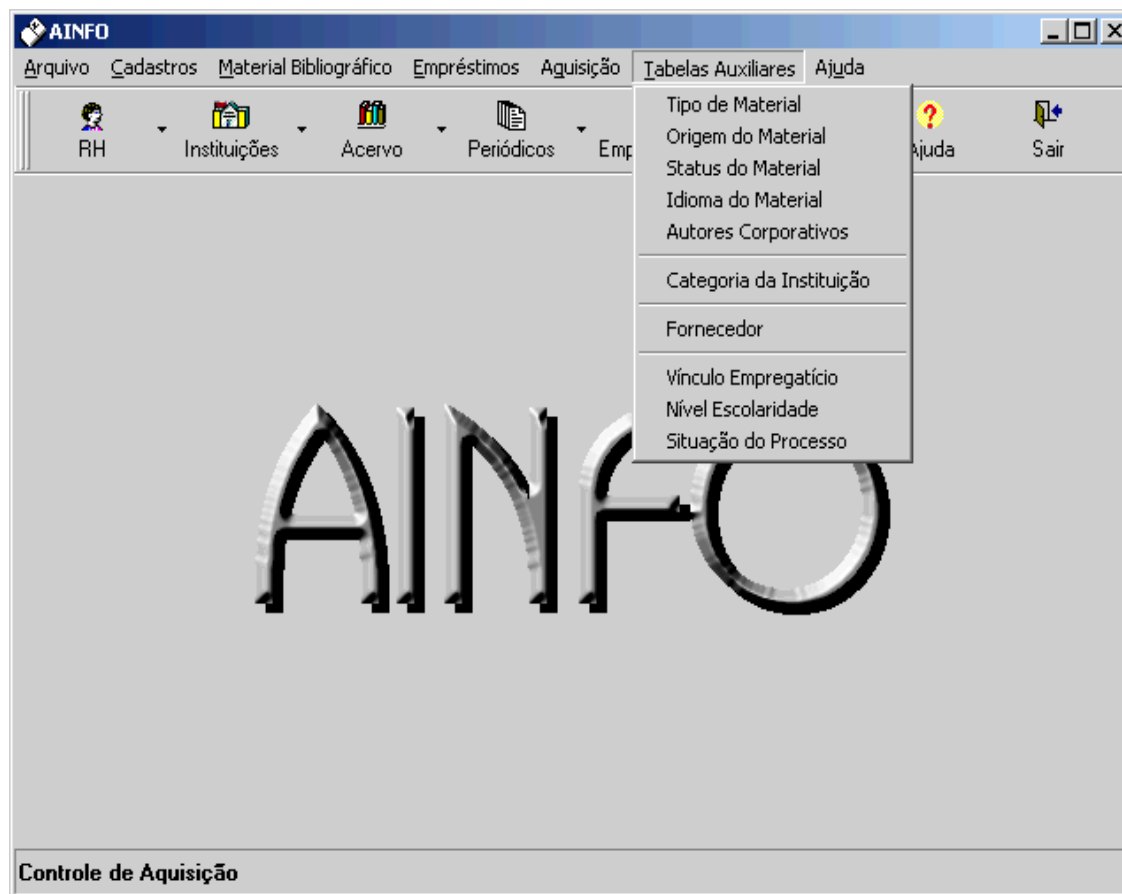 AINFO
Arquivo Cadastros Material Bibliográfico Empréstimos Aquisição Tabelas Auxiliares Ajuda
RH Instituições Acervo Periódicos Ajuda Sair
Tipo de Material
Origem do Material
Status do Material
Idioma do Material
Autores Corporativos
Categoria da Instituição
Fornecedor
Vínculo Empregatício
Nível Escolaridade
Situação do Processo
AINFO
Controle de Aquisição